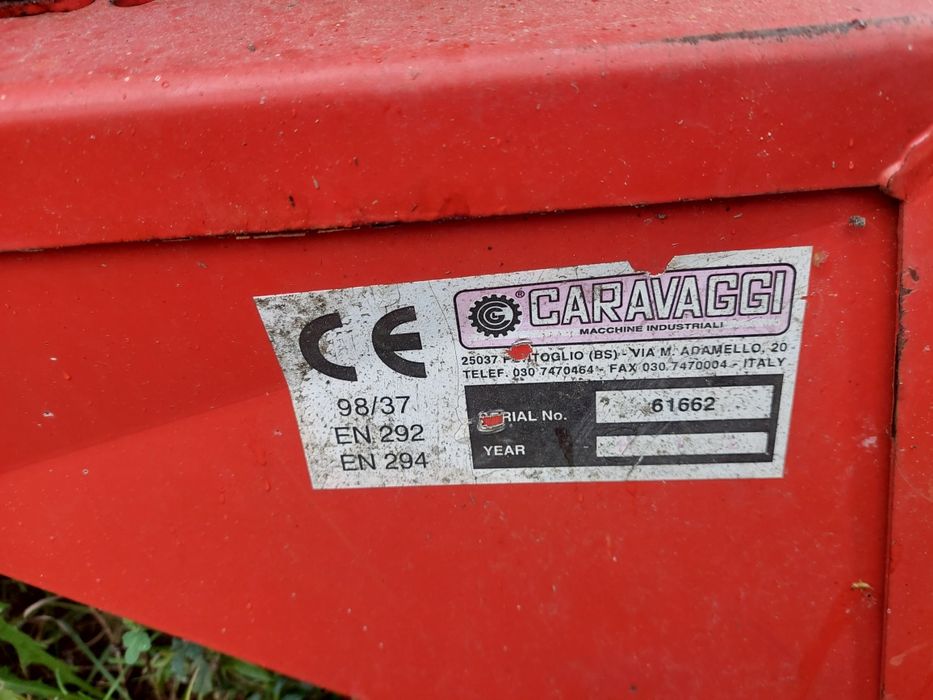 CE
98/37
EN 292
EN 294
® CARAVAGGI
MACCHINE INDUSTRIALI
25037 (BS) - VIA M. ADAMELLO, 20
TELEF. 030 7470464 - FAX 030 7470004 - ITALY
No. 61662
YEAR